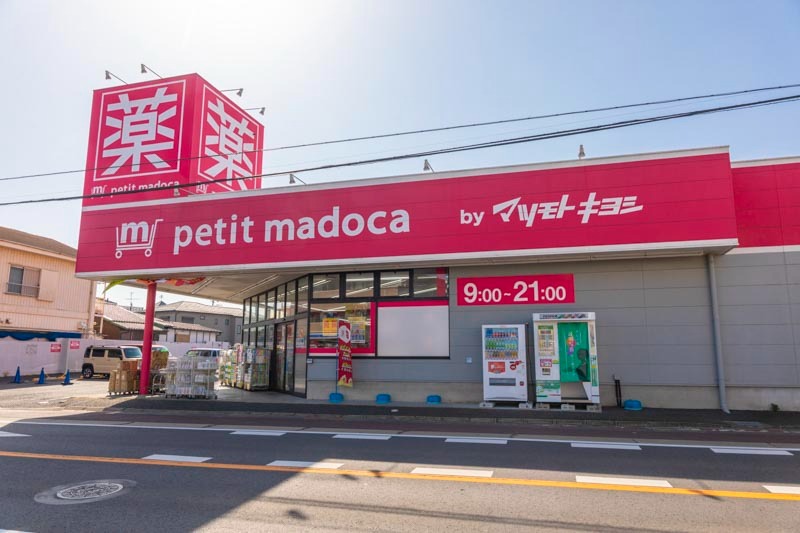 薬
薬
m petit madoca
m
m petit madoca by マツモトキヨシ
9:00~21:00